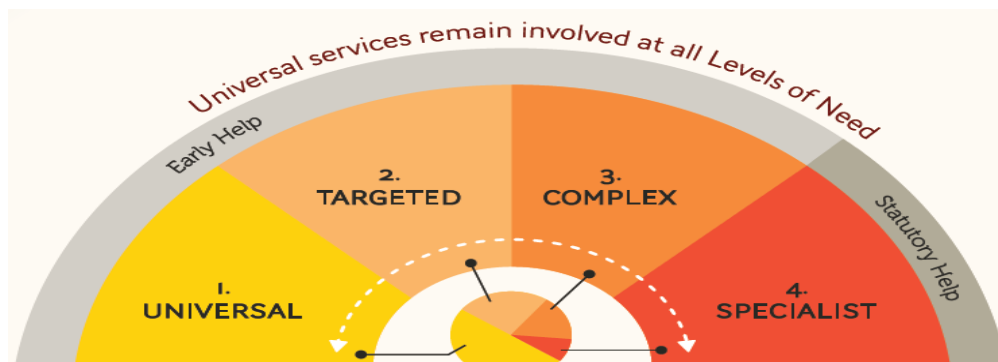 Universal services remain involved at all Levels of Need
Early Help
2.
TARGETED
3.
COMPLEX
Statutory Help
1.
UNIVERSAL
4.
SPECIALIST